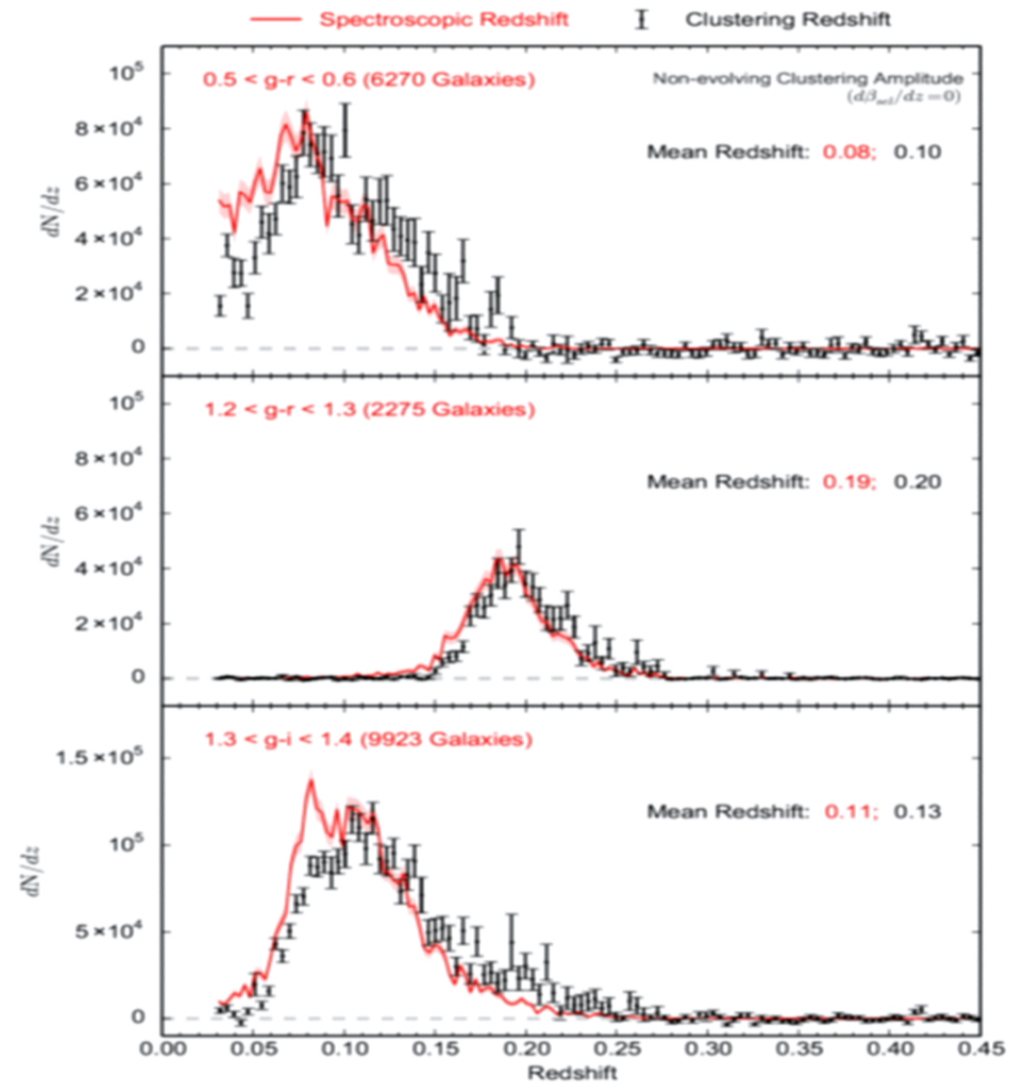 Spectroscopic Redshift Clustering Redshift
0.5 < g-r < 0.6 (6270 Galaxies)
Non-evolving Clustering Amplitude
(dβ_sel/dz=0)
Mean Redshift: 0.08; 0.10
10⁵
8×10⁴
6×10⁴
4×10⁴
2×10⁴
0
dN/dz
1.2 < g-r < 1.3 (2275 Galaxies)
Mean Redshift: 0.19; 0.20
10⁵
8×10⁴
6×10⁴
4×10⁴
2×10⁴
0
dN/dz
1.3 < g-i < 1.4 (9923 Galaxies)
Mean Redshift: 0.11; 0.13
1.5×10⁵
10⁵
5×10⁴
0
dN/dz
0.00 0.05 0.10 0.15 0.20 0.25 0.30 0.35 0.40 0.45
Redshift